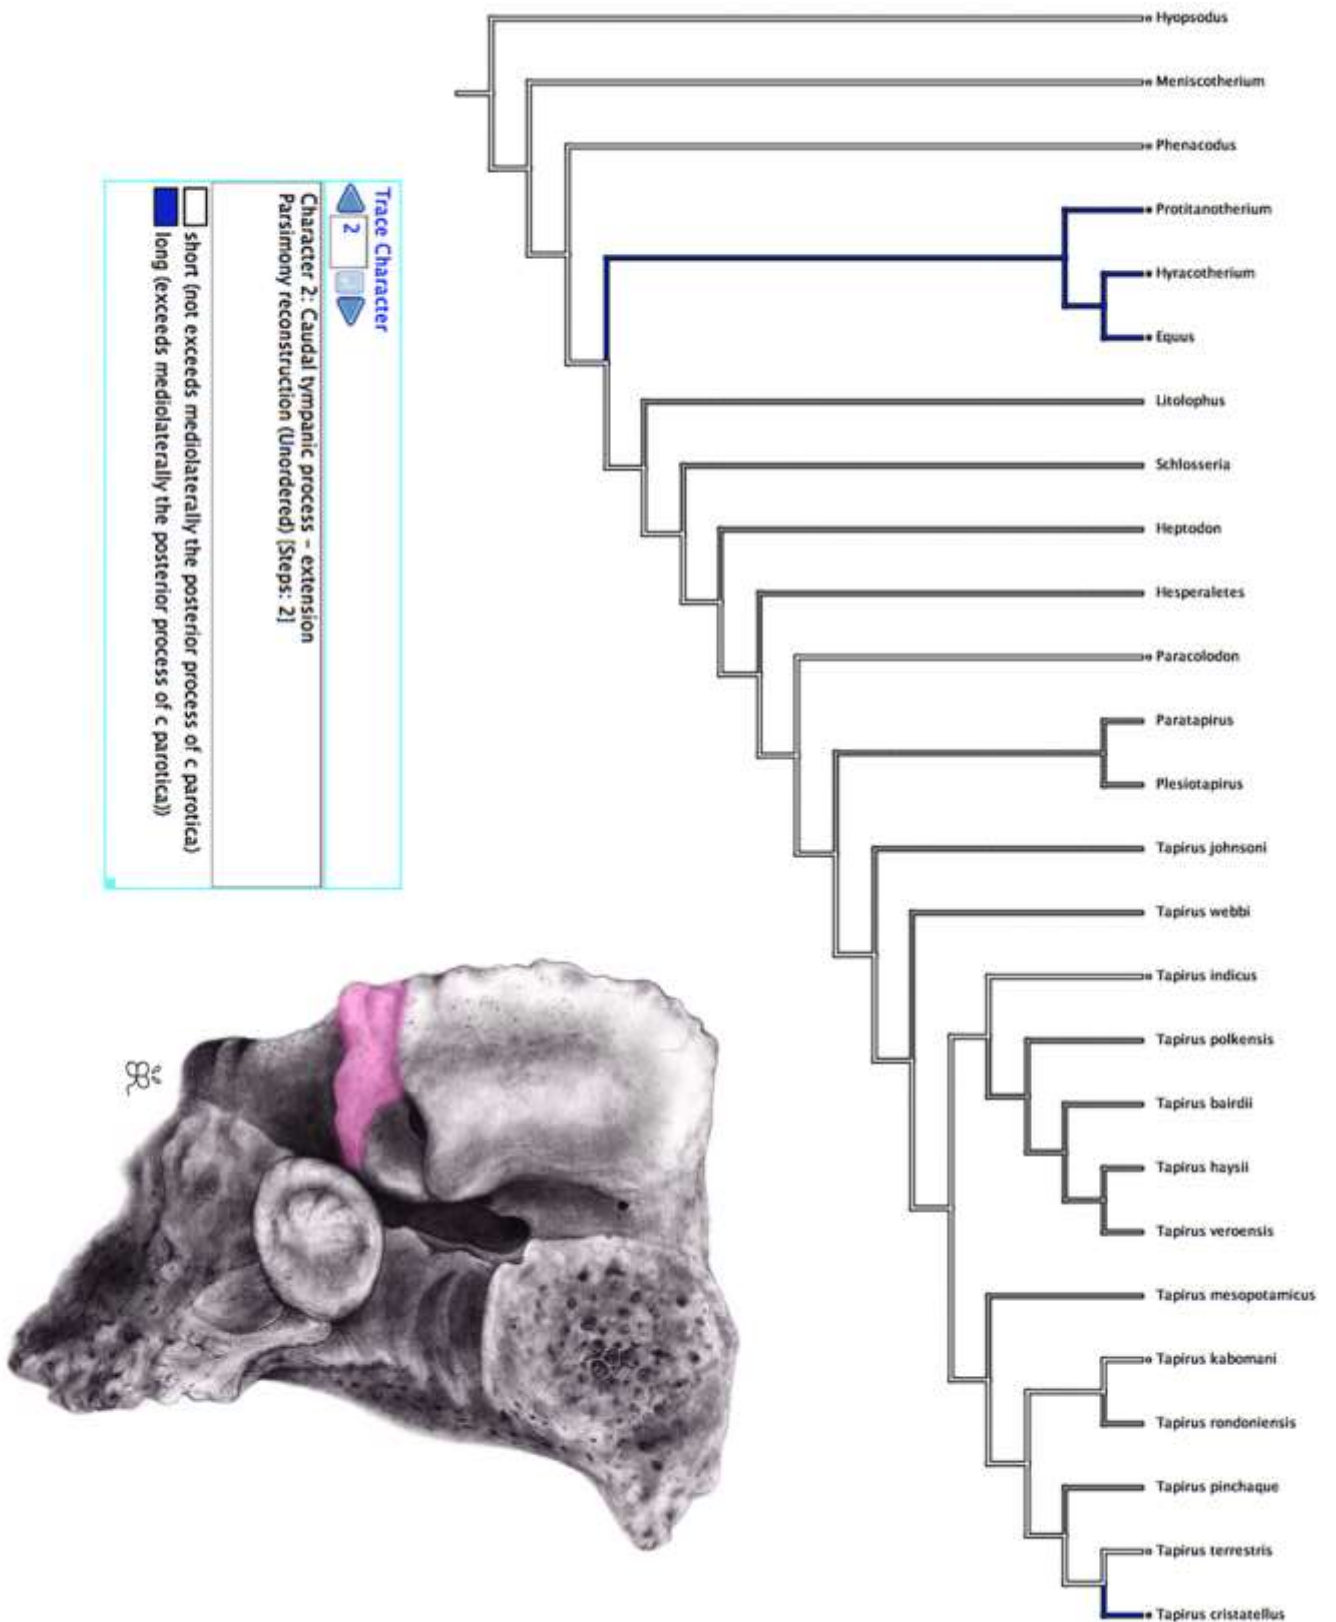 Hyopsodus
Meniscotherium
Phenacodus
Protitanotherium
Hyracotherium
Equus
Litolophus
Schlosseria
Heptodon
Hesperaletes
Paracolodon
Paratapirus
Plesiotapirus
Tapirus johnsoni
Tapirus webbi
Tapirus indicus
Tapirus polkensis
Tapirus bairdii
Tapirus haysii
Tapirus veroensis
Tapirus mesopotamicus
Tapirus kabomani
Tapirus rondoniensis
Tapirus pinchaque
Tapirus terrestris
Tapirus cristatellus
Trace Character
2
Character 2: Caudal tympanic process - extension
Parsimony reconstruction (Unordered) [Steps: 2]
short (not exceeds mediolaterally the posterior process of c parotica)
long (exceeds mediolaterally the posterior process of c parotica))